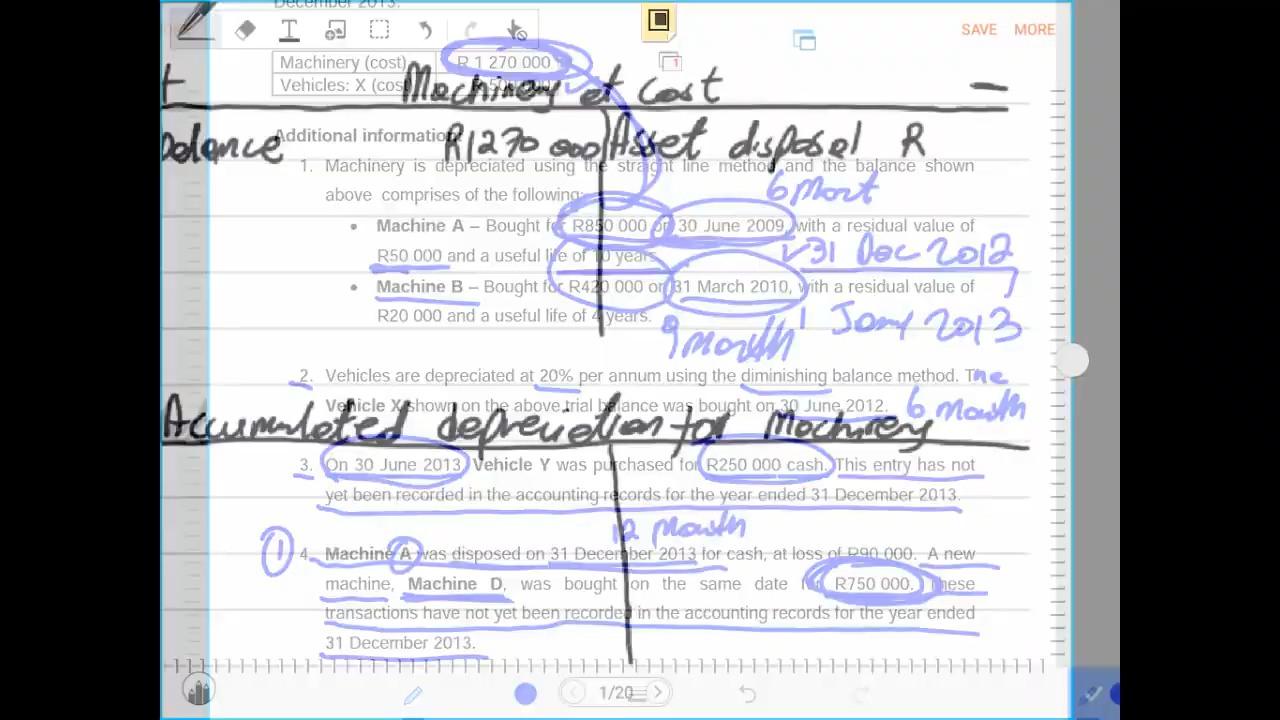 December 2013.
SAVE MORE
Machinery (cost) R 1 270 000
Vehicles: X (cost)
Machinery at cost
Additional information
Balance R1270 000 Asset disposal R
1. Machinery is depreciated using the straight line method and the balance shown
above comprises of the following:
6 Mont
Machine A – Bought for R850 000 on 30 June 2009, with a residual value of
R50 000 and a useful life of 10 years.
31 Dec 2012
Machine B – Bought for R420 000 on 31 March 2010, with a residual value of
R20 000 and a useful life of 4 years.
1 Jany 2013
9 month
2. Vehicles are depreciated at 20% per annum using the diminishing balance method. The
Vehicle X shown on the above trial balance was bought on 30 June 2012.
6 month
Accumulated depreciation for Machinery
3. On 30 June 2013 Vehicle Y was purchased for R250 000 cash. This entry has not
yet been recorded in the accounting records for the year ended 31 December 2013.
12 month
1 4. Machine A was disposed on 31 December 2013 for cash, at loss of R90 000. A new
machine, Machine D, was bought on the same date for R750 000. These
transactions have not yet been recorded in the accounting records for the year ended
31 December 2013.
1/20